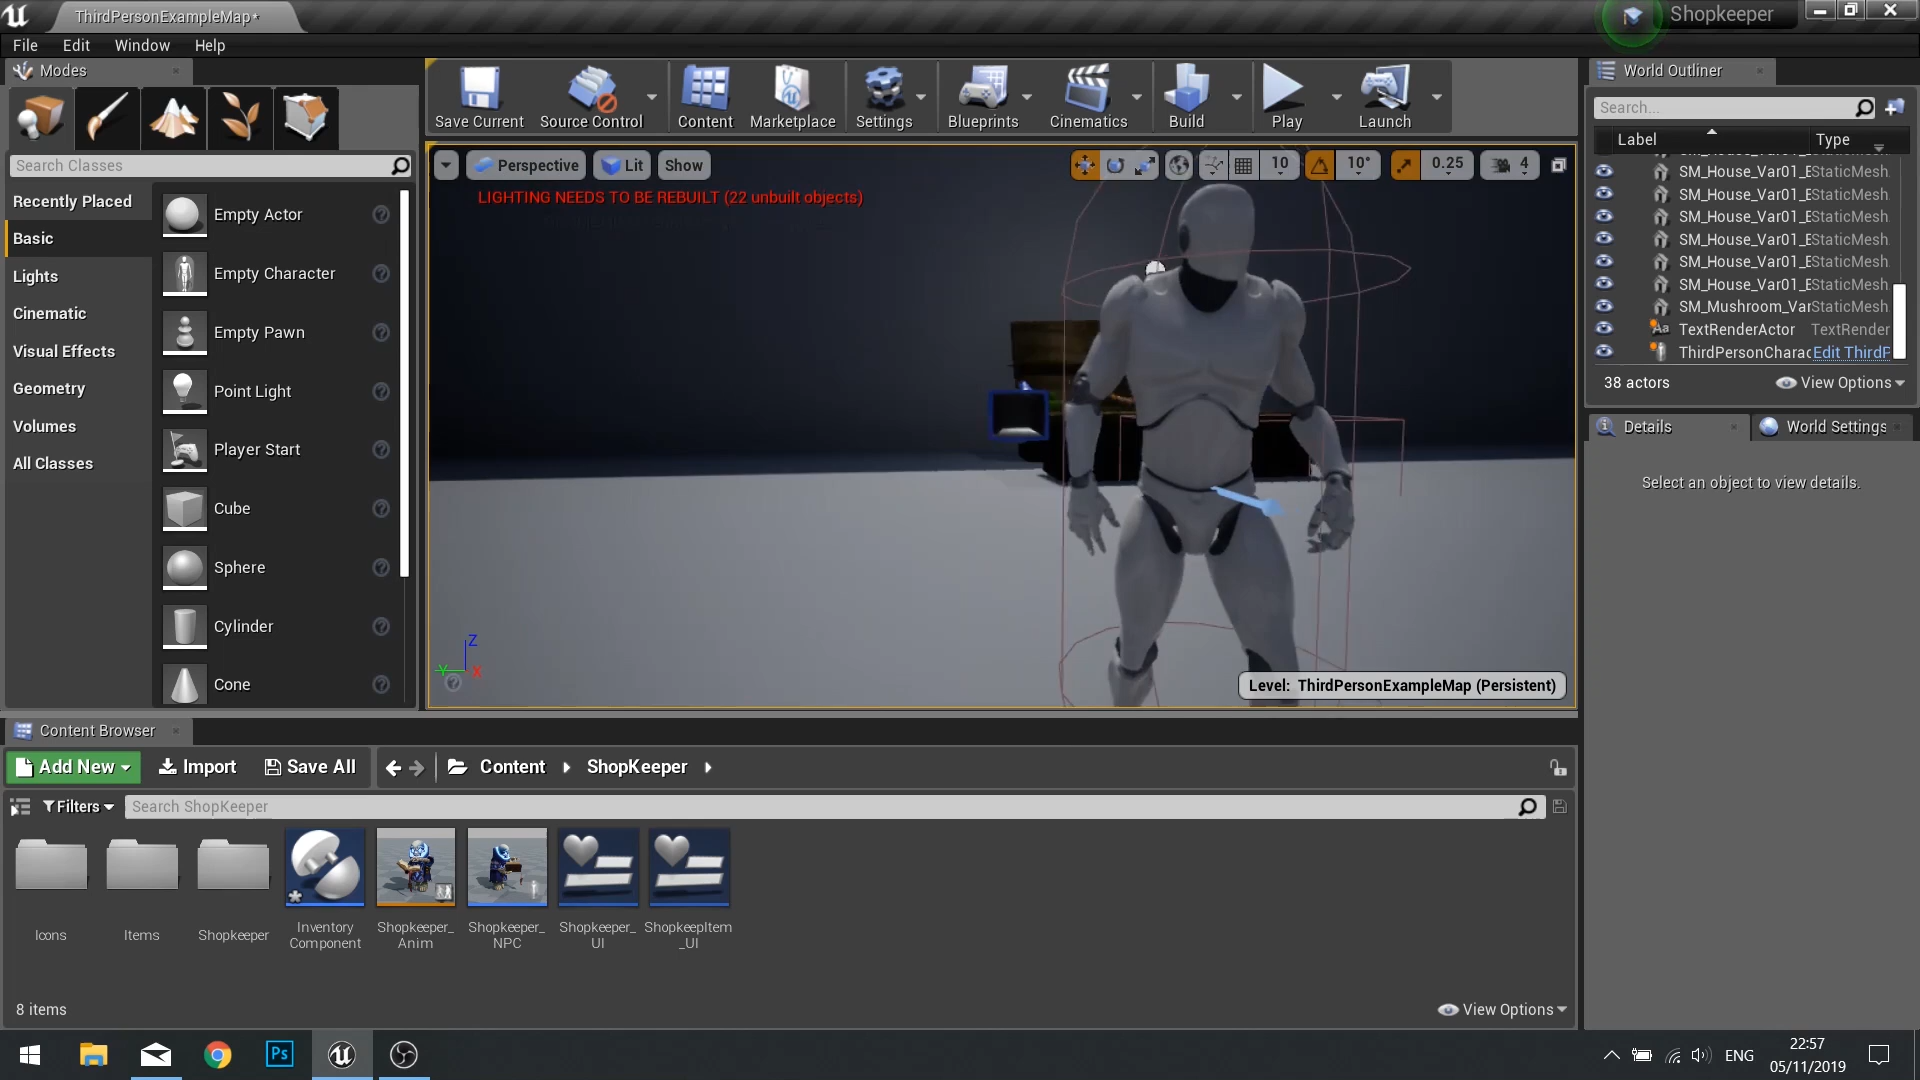 ThirdPersonExampleMap*
Shopkeeper
File Edit Window Help
Modes
Save Current
Source Control
Content
Marketplace
Settings
Blueprints
Cinematics
Build
Play
Launch
Search Classes
Recently Placed
Basic
Lights
Cinematic
Visual Effects
Geometry
Volumes
All Classes
Empty Actor
Empty Character
Empty Pawn
Point Light
Player Start
Cube
Sphere
Cylinder
Cone
Perspective
Lit
Show
10
10°
0.25
4
LIGHTING NEEDS TO BE REBUILT (22 unbuilt objects)
Z
Y
X
Level: ThirdPersonExampleMap (Persistent)
World Outliner
Search...
Label Type
SM_House_Var01_E StaticMesh
SM_House_Var01_E StaticMesh
SM_House_Var01_E StaticMesh
SM_House_Var01_E StaticMesh
SM_House_Var01_E StaticMesh
SM_House_Var01_E StaticMesh
SM_Mushroom_Var StaticMesh
TextRenderActor TextRender
ThirdPersonCharac Edit ThirdP
38 actors
View Options
Details
World Settings
Select an object to view details.
Content Browser
Add New
Import
Save All
Content
ShopKeeper
Filters
Search ShopKeeper
Icons
Items
Shopkeeper
Inventory
Component
Shopkeeper_
Anim
Shopkeeper_
NPC
Shopkeeper_
UI
ShopkeepItem
_UI
8 items
View Options
Ps
ENG
22:57
05/11/2019